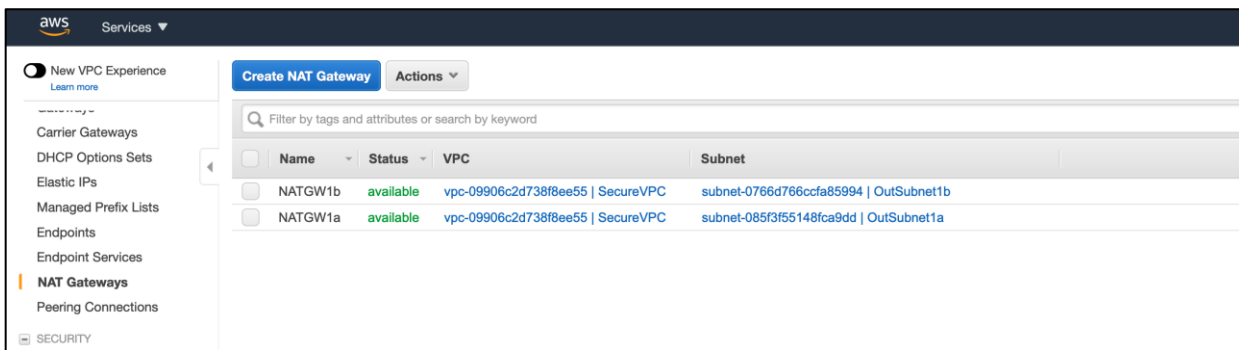 aws Services
New VPC Experience
Learn more
Carrier Gateways
DHCP Options Sets
Elastic IPs
Managed Prefix Lists
Endpoints
Endpoint Services
NAT Gateways
Peering Connections
SECURITY
Create NAT Gateway Actions
Filter by tags and attributes or search by keyword
Name Status VPC Subnet
NATGW1b available vpc-09906c2d738f8ee55 | SecureVPC subnet-0766d766ccfa85994 | OutSubnet1b
NATGW1a available vpc-09906c2d738f8ee55 | SecureVPC subnet-085f3f55148fca9dd | OutSubnet1a